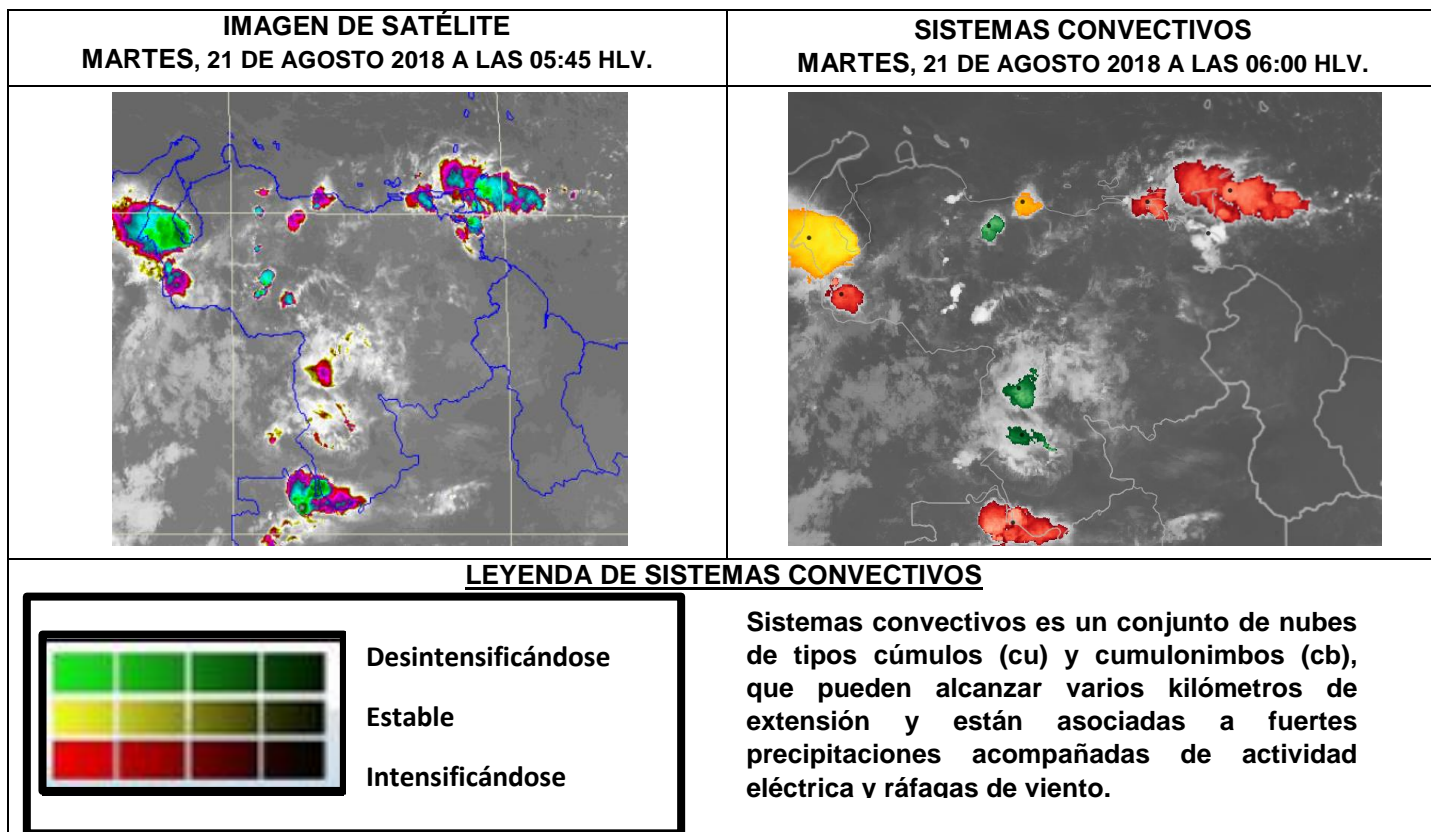 IMAGEN DE SATÉLITE
MARTES, 21 DE AGOSTO 2018 A LAS 05:45 HLV.
SISTEMAS CONVECTIVOS
MARTES, 21 DE AGOSTO 2018 A LAS 06:00 HLV.
LEYENDA DE SISTEMAS CONVECTIVOS
Desintensificándose
Estable
Intensificándose
Sistemas convectivos es un conjunto de nubes
de tipos cúmulos (cu) y cumulonimbos (cb),
que pueden alcanzar varios kilómetros de
extensión y están asociadas a fuertes
precipitaciones acompañadas de actividad
eléctrica y ráfagas de viento.